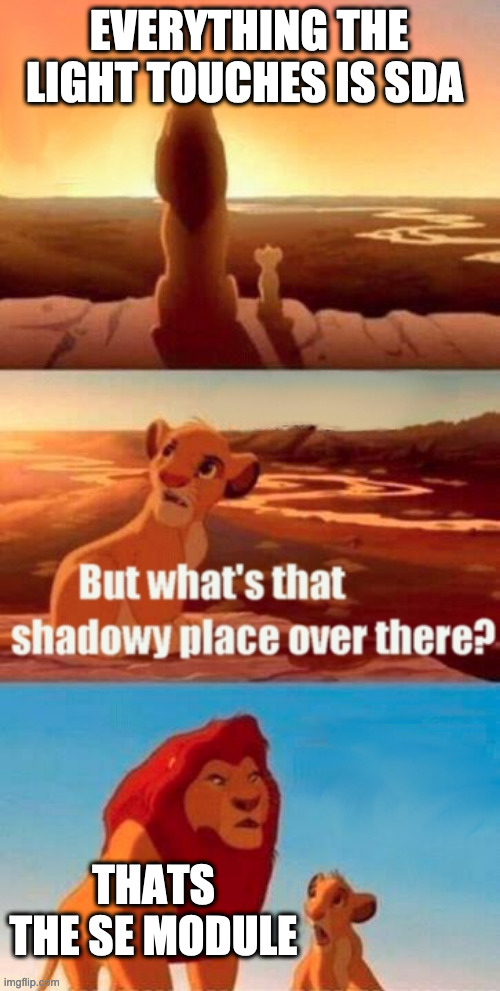 EVERYTHING THE
LIGHT TOUCHES IS SDA
But what's that
shadowy place over there?
THATS
THE SE MODULE
imgflip.com